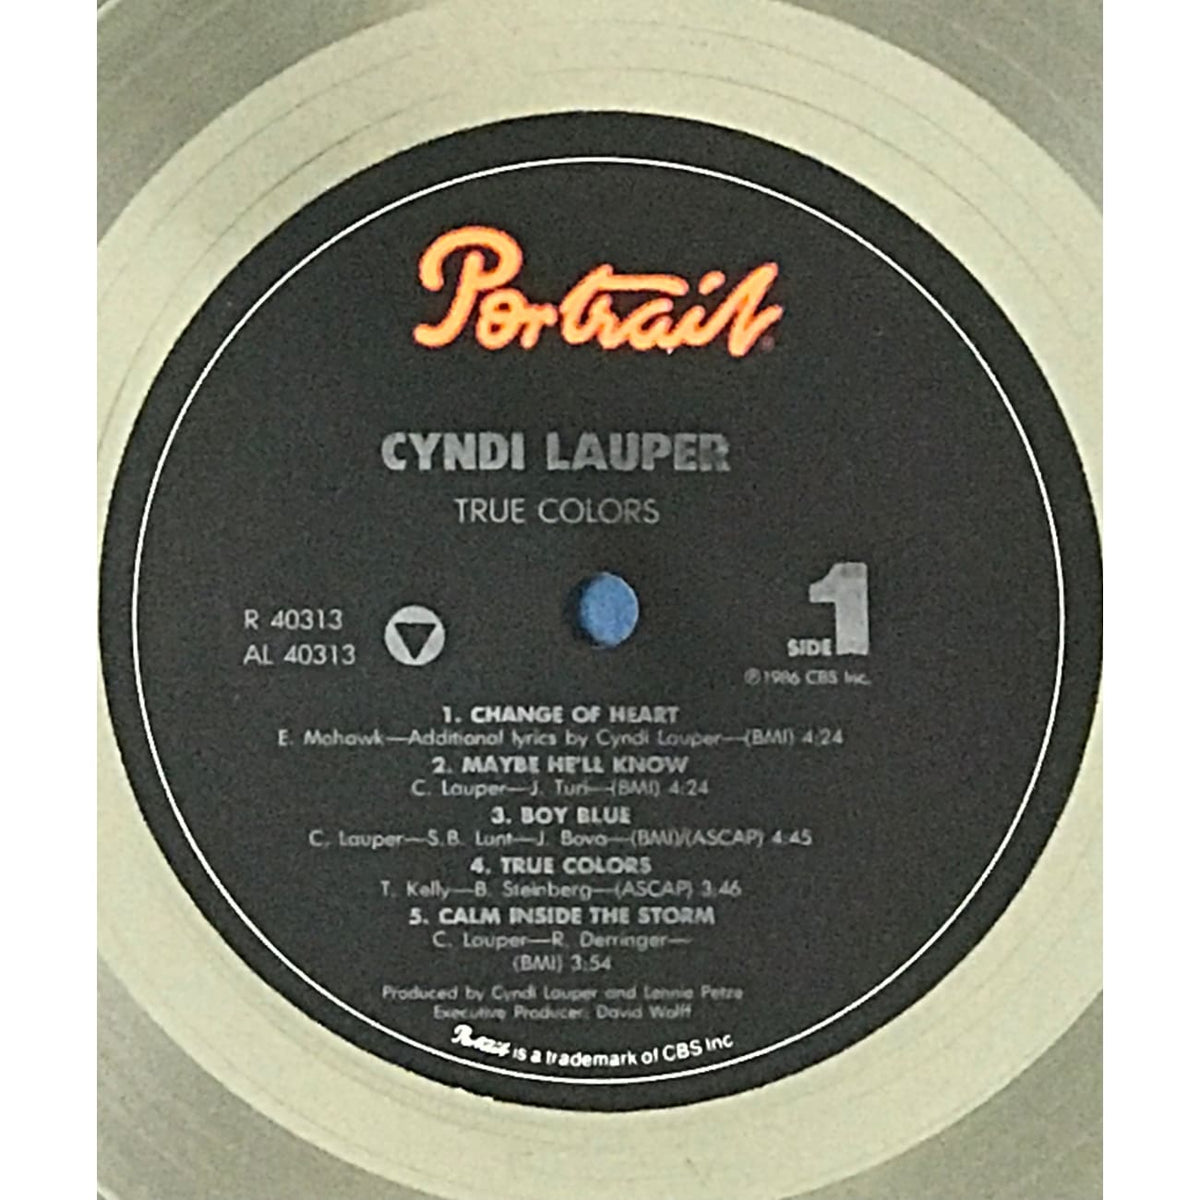 Portrait
CYNDI LAUPER
TRUE COLORS
R 40313
AL 40313
SIDE 1
℗ 1986 CBS Inc.
1. CHANGE OF HEART
E. Mohawk—Additional lyrics by Cyndi Lauper—(BMI) 4:24
2. MAYBE HE'LL KNOW
C. Lauper—J. Turi—(BMI) 4:24
3. BOY BLUE
C. Lauper—S.B. Lunt—J. Bova—(BMI)/(ASCAP) 4:45
4. TRUE COLORS
T. Kelly—B. Steinberg—(ASCAP) 3:46
5. CALM INSIDE THE STORM
C. Lauper—R. Derringer—
(BMI) 3:54
Produced by Cyndi Lauper and Lennie Petze
Executive Producer: David Wolff
Portrait is a trademark of CBS Inc